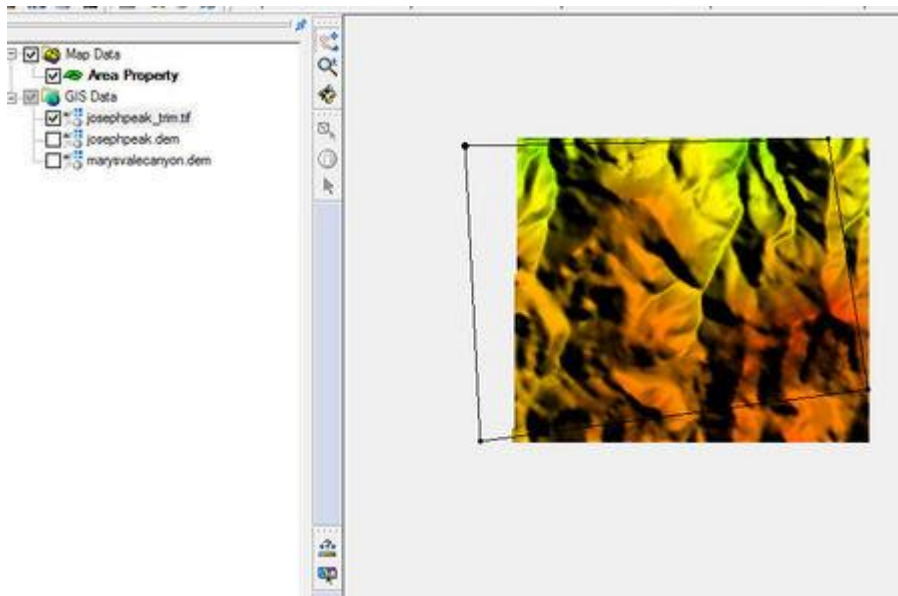 Map Data
Area Property
GIS Data
josephpeak_trim.tif
josephpeak.dem
marysvalecanyon.dem